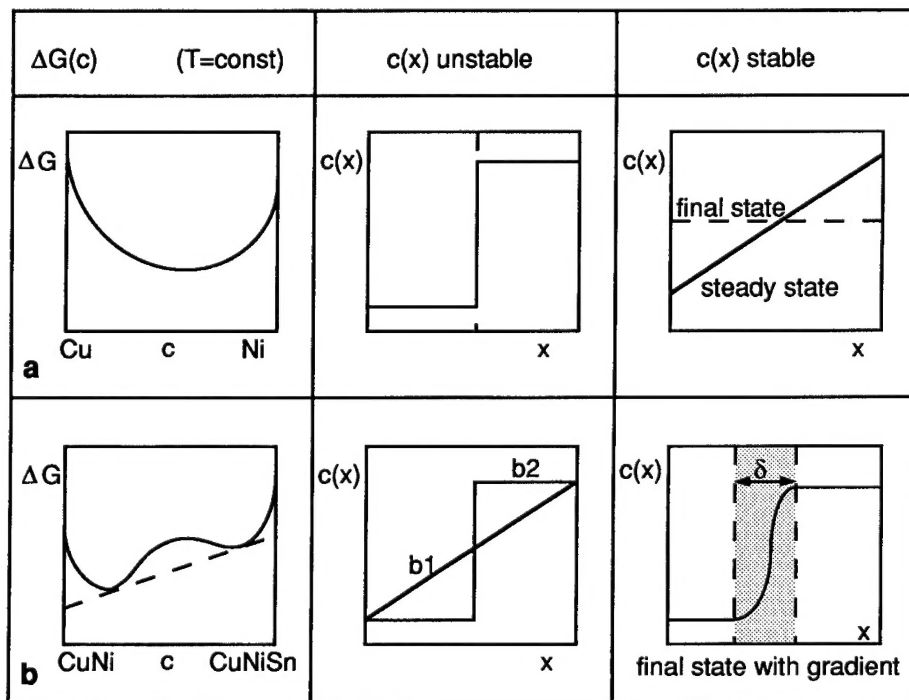 ΔG(c) (T=const)
c(x) unstable
c(x) stable
ΔG
Cu c Ni
a
c(x)
x
c(x)
final state
steady state
x
ΔG
CuNi c CuNiSn
b
c(x)
b2
b1
x
c(x)
δ
x
final state with gradient